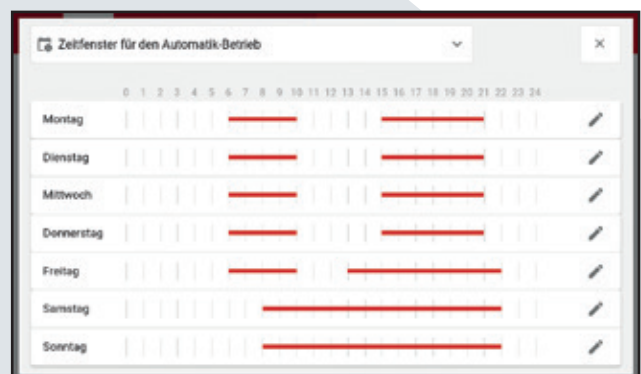 Zeitfenster für den Automatik-Betrieb
0 1 2 3 4 5 6 7 8 9 10 11 12 13 14 15 16 17 18 19 20 21 22 23 24
Montag
Dienstag
Mittwoch
Donnerstag
Freitag
Samstag
Sonntag